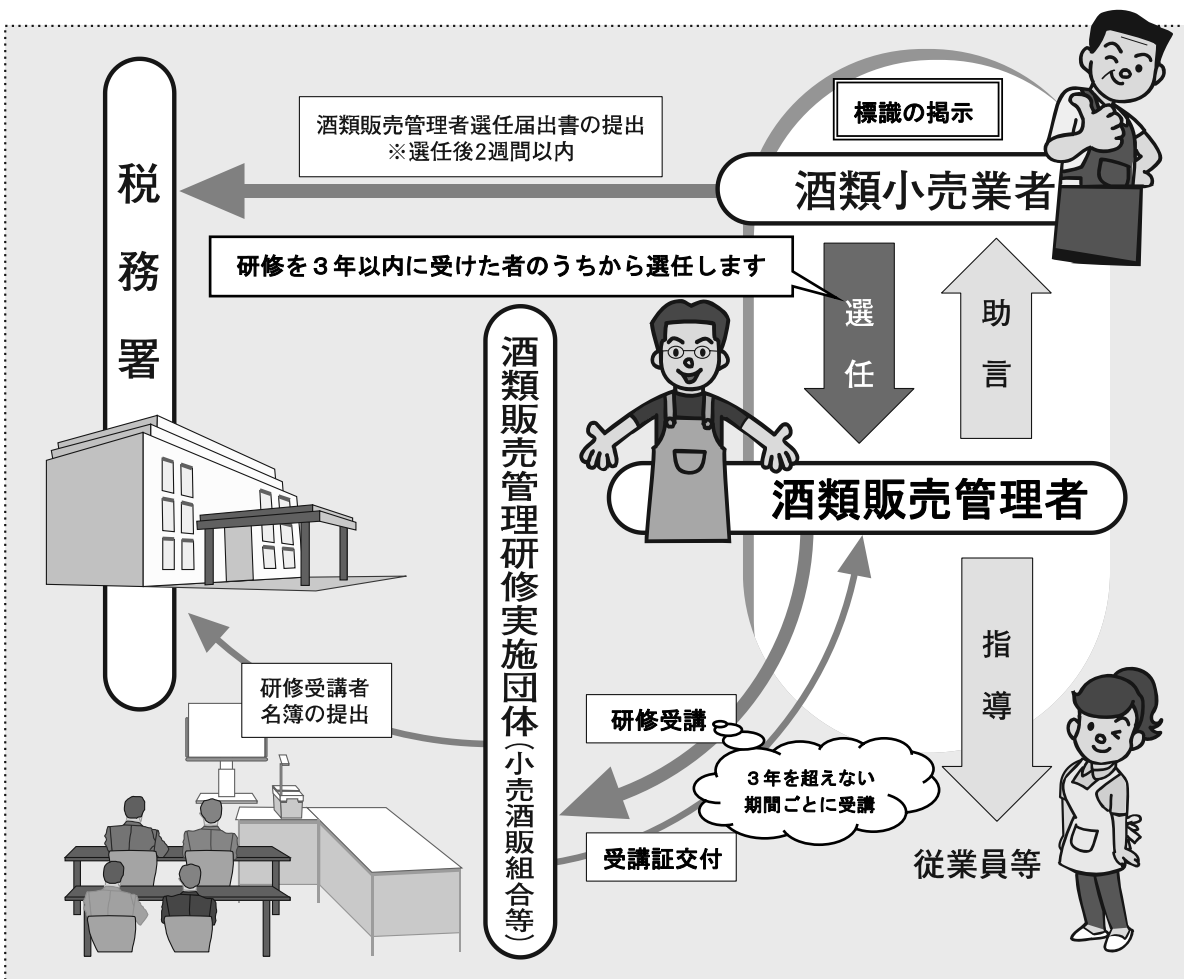 税務署
酒類販売管理者選任届出書の提出
※選任後2週間以内
標識の掲示
酒類小売業者
研修を３年以内に受けた者のうちから選任します
選任
助言
酒類販売管理者
酒類販売管理研修実施団体(小売酒販組合等)
研修受講者
名簿の提出
研修受講
３年を超えない
期間ごとに受講
受講証交付
指導
従業員等